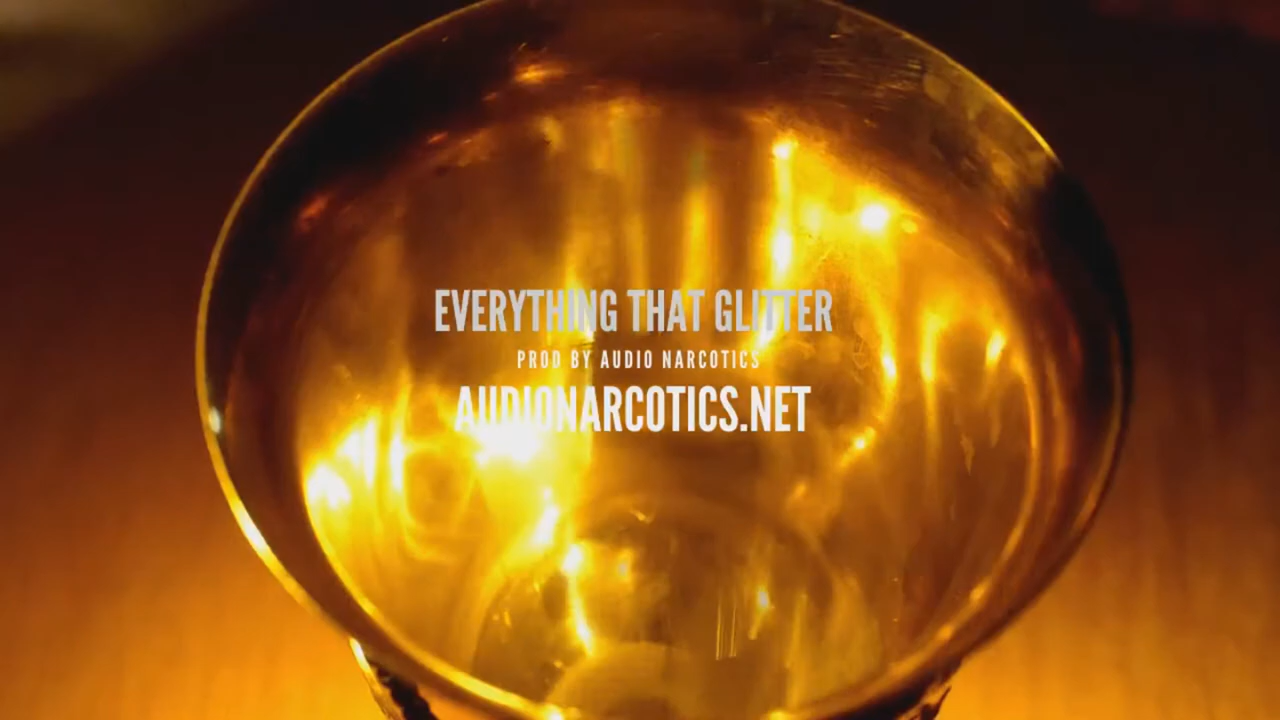 EVERYTHING THAT GLITTER
PROD BY AUDIO NARCOTICS
AUDIONARCOTICS.NET